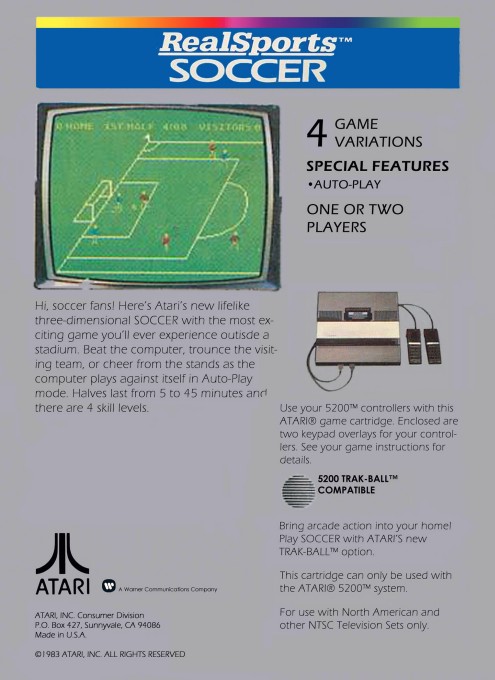 RealSports™
SOCCER
0 HOME 1ST HALF 4:08 VISITORS 0
4 GAME
VARIATIONS
SPECIAL FEATURES
•AUTO-PLAY
ONE OR TWO
PLAYERS
Hi, soccer fans! Here's Atari's new lifelike
three-dimensional SOCCER with the most ex-
citing game you'll ever experience outisde a
stadium. Beat the computer, trounce the visit-
ing team, or cheer from the stands as the
computer plays against itself in Auto-Play
mode. Halves last from 5 to 45 minutes and
there are 4 skill levels.
Use your 5200™ controllers with this
ATARI® game cartridge. Enclosed are
two keypad overlays for your control-
lers. See your game instructions for
details.
5200 TRAK-BALL™
COMPATIBLE
Bring arcade action into your home!
Play SOCCER with ATARI'S new
TRAK-BALL™ option.
This cartridge can only be used with
the ATARI® 5200™ system.
For use with North American and
other NTSC Television Sets only.
ATARI
A Warner Communications Company
ATARI, INC. Consumer Division
P.O. Box 427, Sunnyvale, CA 94086
Made in U.S.A.
©1983 ATARI, INC. ALL RIGHTS RESERVED